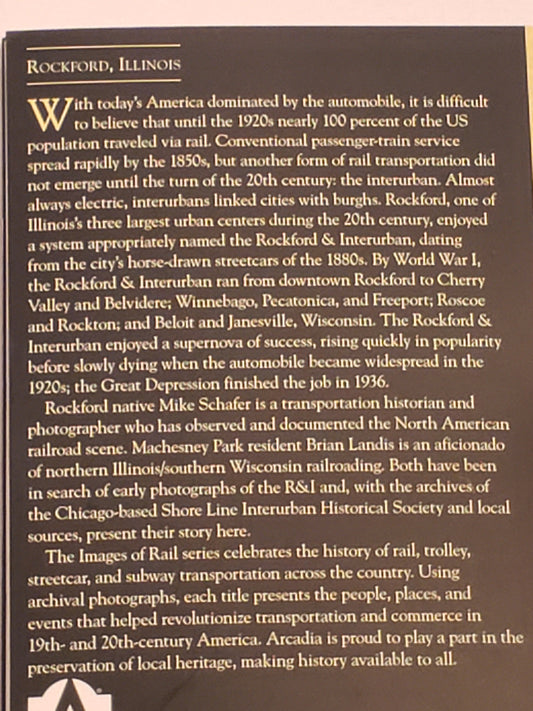 ROCKFORD, ILLINOIS
With today's America dominated by the automobile, it is difficult
to believe that until the 1920s nearly 100 percent of the US
population traveled via rail. Conventional passenger-train service
spread rapidly by the 1850s, but another form of rail transportation did
not emerge until the turn of the 20th century: the interurban. Almost
always electric, interurbans linked cities with burghs. Rockford, one of
Illinois's three largest urban centers during the 20th century, enjoyed
a system appropriately named the Rockford & Interurban, dating
from the city's horse-drawn streetcars of the 1880s. By World War I,
the Rockford & Interurban ran from downtown Rockford to Cherry
Valley and Belvidere; Winnebago, Pecatonica, and Freeport; Roscoe
and Rockton; and Beloit and Janesville, Wisconsin. The Rockford &
Interurban enjoyed a supernova of success, rising quickly in popularity
before slowly dying when the automobile became widespread in the
1920s; the Great Depression finished the job in 1936.
Rockford native Mike Schafer is a transportation historian and
photographer who has observed and documented the North American
railroad scene. Machesney Park resident Brian Landis is an aficionado
of northern Illinois/southern Wisconsin railroading. Both have been
in search of early photographs of the R&I and, with the archives of
the Chicago-based Shore Line Interurban Historical Society and local
sources, present their story here.
The Images of Rail series celebrates the history of rail, trolley,
streetcar, and subway transportation across the country. Using
archival photographs, each title presents the people, places, and
events that helped revolutionize transportation and commerce in
19th- and 20th-century America. Arcadia is proud to play a part in the
preservation of local heritage, making history available to all.